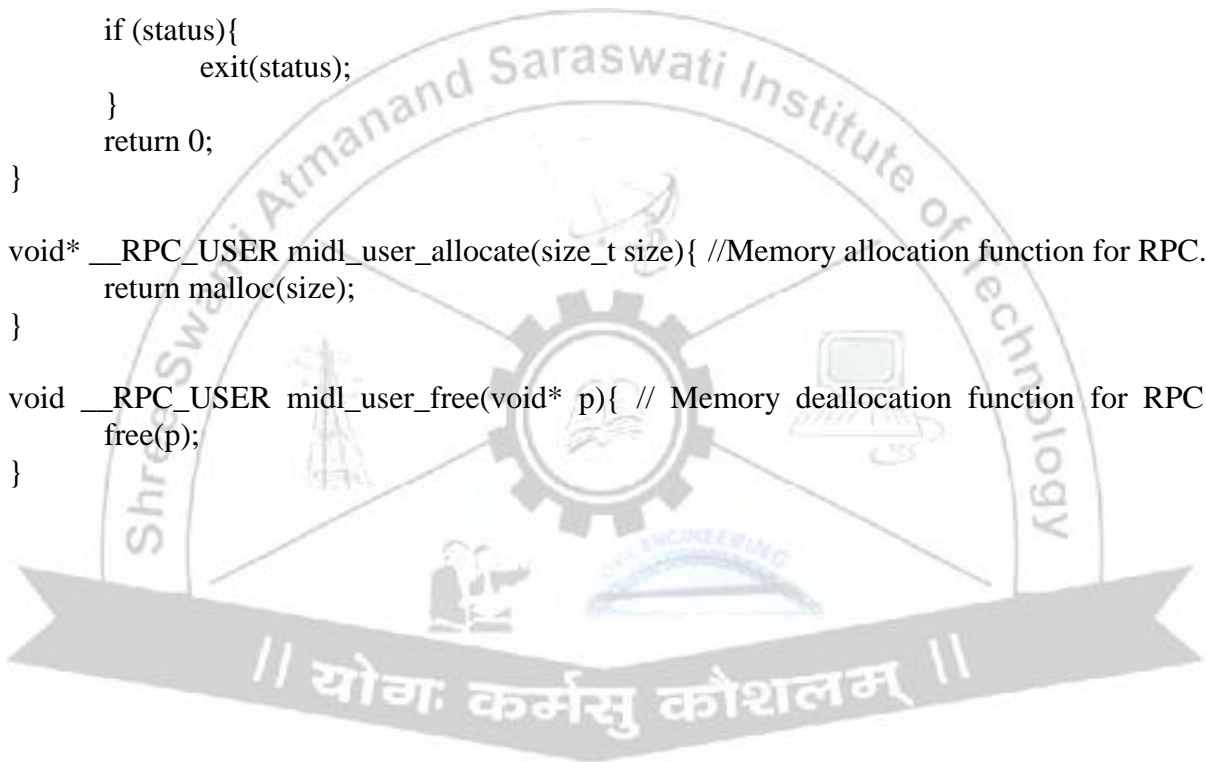 if (status){
exit(status);
}
return 0;
}
void* __RPC_USER midl_user_allocate(size_t size){ //Memory allocation function for RPC.
return malloc(size);
}
void __RPC_USER midl_user_free(void* p){ // Memory deallocation function for RPC
free(p);
}
Shree Swami Atmanand Saraswati Institute of Technology
CIVIL ENGINEERING
|| योगः कर्मसु कौशलम् ||